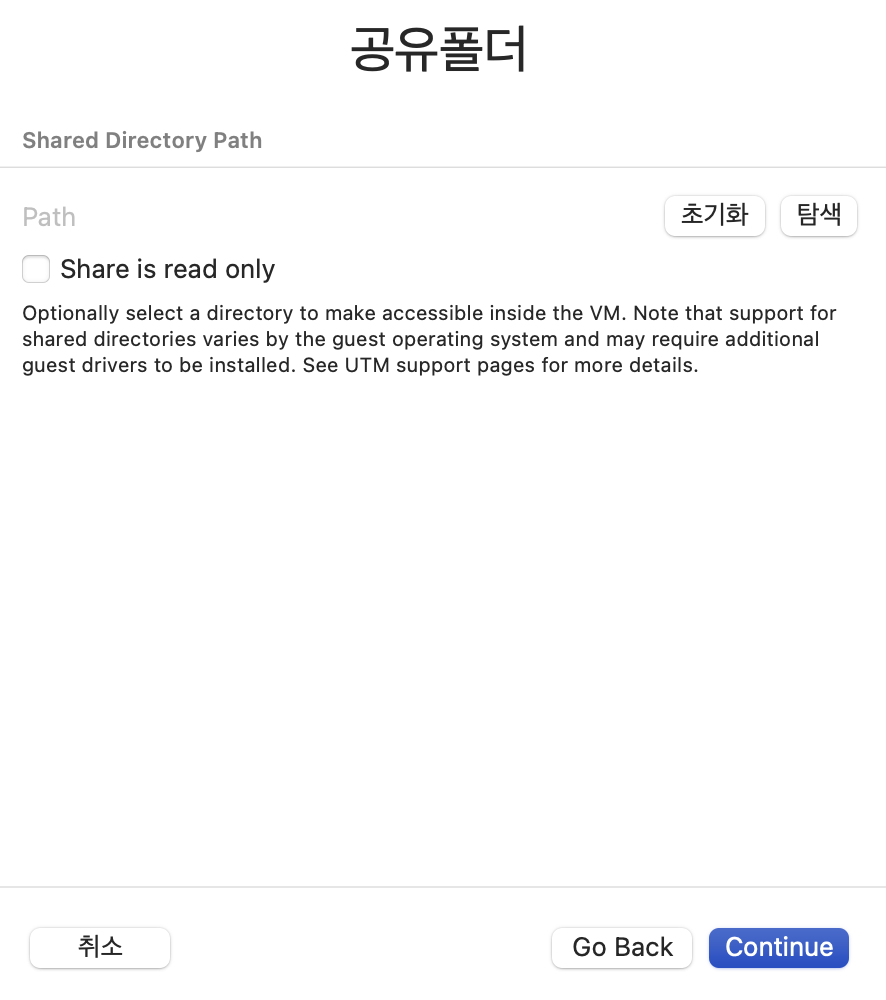 공유폴더
Shared Directory Path
Path
초기화
탐색
Share is read only
Optionally select a directory to make accessible inside the VM. Note that support for
shared directories varies by the guest operating system and may require additional
guest drivers to be installed. See UTM support pages for more details.
취소
Go Back
Continue